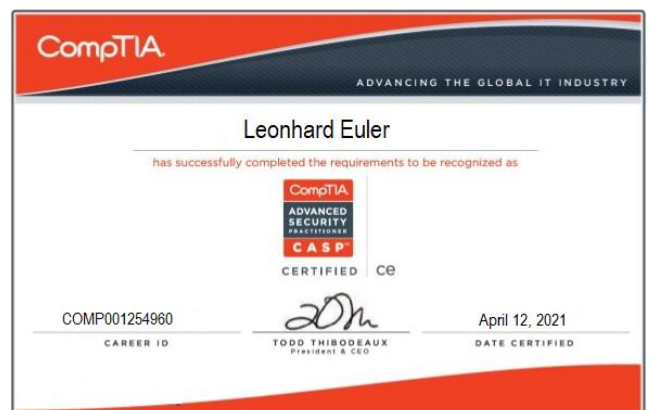 CompTIA.
ADVANCING THE GLOBAL IT INDUSTRY
Leonhard Euler
has successfully completed the requirements to be recognized as
CompTIA.
ADVANCED
SECURITY
PRACTITIONER
CASP™
CERTIFIED ce
COMP001254960
CAREER ID
TODD THIBODEAUX
President & CEO
April 12, 2021
DATE CERTIFIED